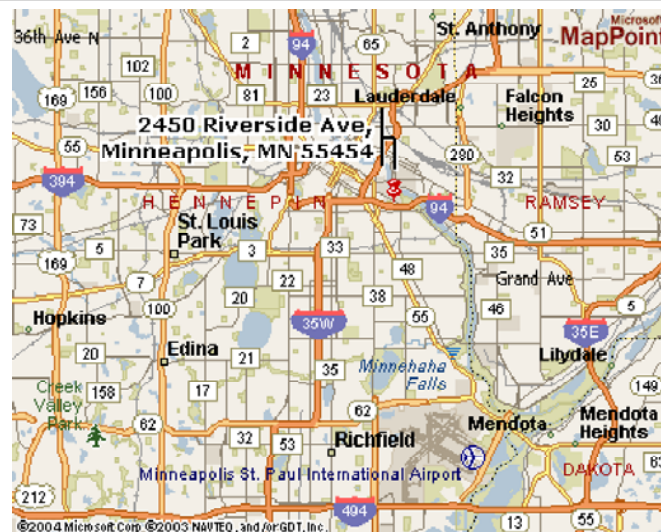 Microsoft
MapPoint
36th Ave N
St. Anthony
94
65
2
MINNESOTA
102
156
100
169
81
23
Lauderdale
25
36
Falcon
Heights
30
48
2450 Riverside Ave,
Minneapolis, MN 55454
280
53
55
32
394
HENNEPIN
94
RAMSEY
73
St. Louis
Park
51
5
3
33
35
169
7
22
48
Grand Ave
100
20
38
46
5
Hopkins
35W
55
35E
20
Edina
21
Lilydale
Minnehaha
Falls
35
Creek
Valley
Park
158
17
149
62
62
Mendota
Mendota
Heights
32
53
Richfield
Minneapolis St. Paul International Airport
DAKOTA
212
494
13
55
©2004 Microsoft Corp ©2003 NAVTEQ, and/or GDT, Inc.